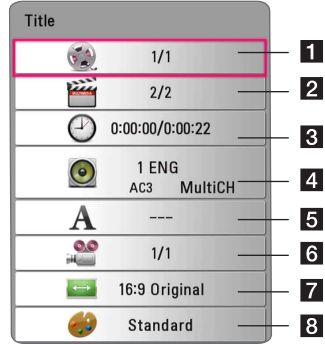 Title
1/1 1
MULTIMEDIA
2/2 2
0:00:00/0:00:22 3
1 ENG
AC3 MultiCH 4
A --- 5
1/1 6
16:9 Original 7
Standard 8